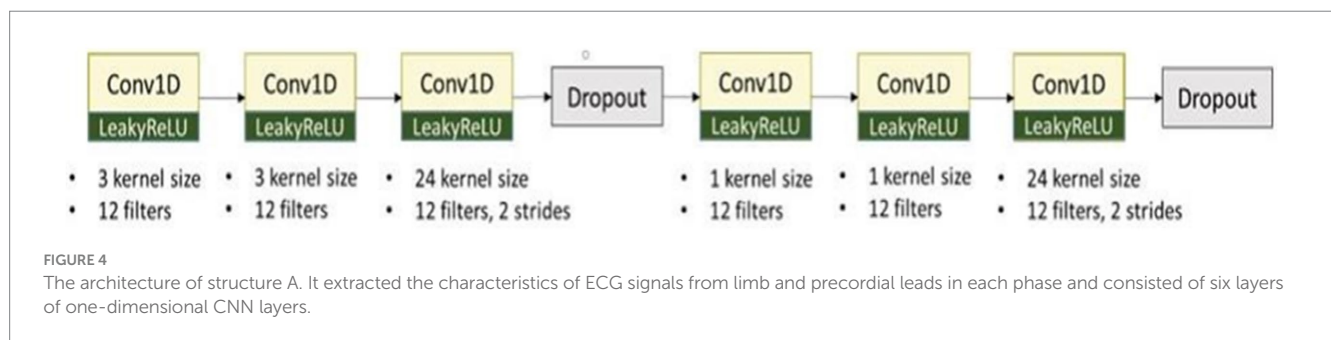 Conv1D
LeakyReLU
Conv1D
LeakyReLU
Conv1D
LeakyReLU
Dropout
Conv1D
LeakyReLU
Conv1D
LeakyReLU
Conv1D
LeakyReLU
Dropout
• 3 kernel size
• 12 filters
• 3 kernel size
• 12 filters
• 24 kernel size
• 12 filters, 2 strides
• 1 kernel size
• 12 filters
• 1 kernel size
• 12 filters
• 24 kernel size
• 12 filters, 2 strides
FIGURE 4
The architecture of structure A. It extracted the characteristics of ECG signals from limb and precordial leads in each phase and consisted of six layers
of one-dimensional CNN layers.